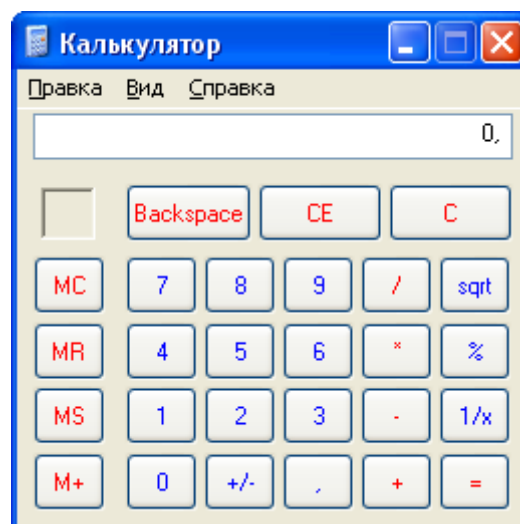 Калькулятор
Правка Вид Справка
0,
Backspace CE C
MC 7 8 9 / sqrt
MR 4 5 6 * %
MS 1 2 3 - 1/x
M+ 0 +/- , + =